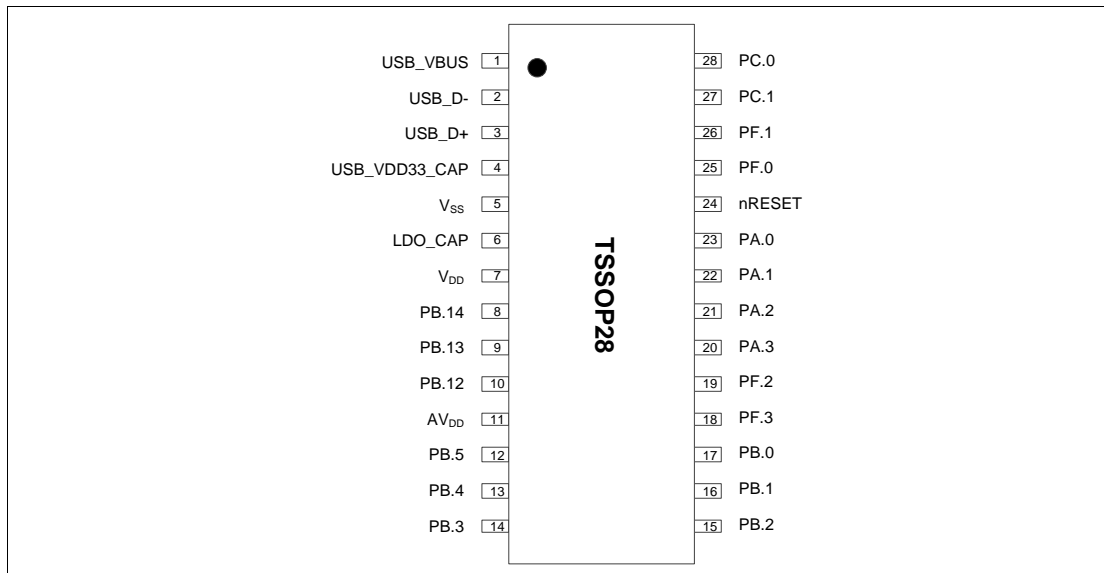 USB_VBUS 1 28 PC.0
USB_D- 2 27 PC.1
USB_D+ 3 26 PF.1
USB_VDD33_CAP 4 25 PF.0
VSS 5 24 nRESET
LDO_CAP 6 23 PA.0
VDD 7 22 PA.1
PB.14 8 21 PA.2
PB.13 9 20 PA.3
PB.12 10 19 PF.2
AVDD 11 18 PF.3
PB.5 12 17 PB.0
PB.4 13 16 PB.1
PB.3 14 15 PB.2
TSSOP28